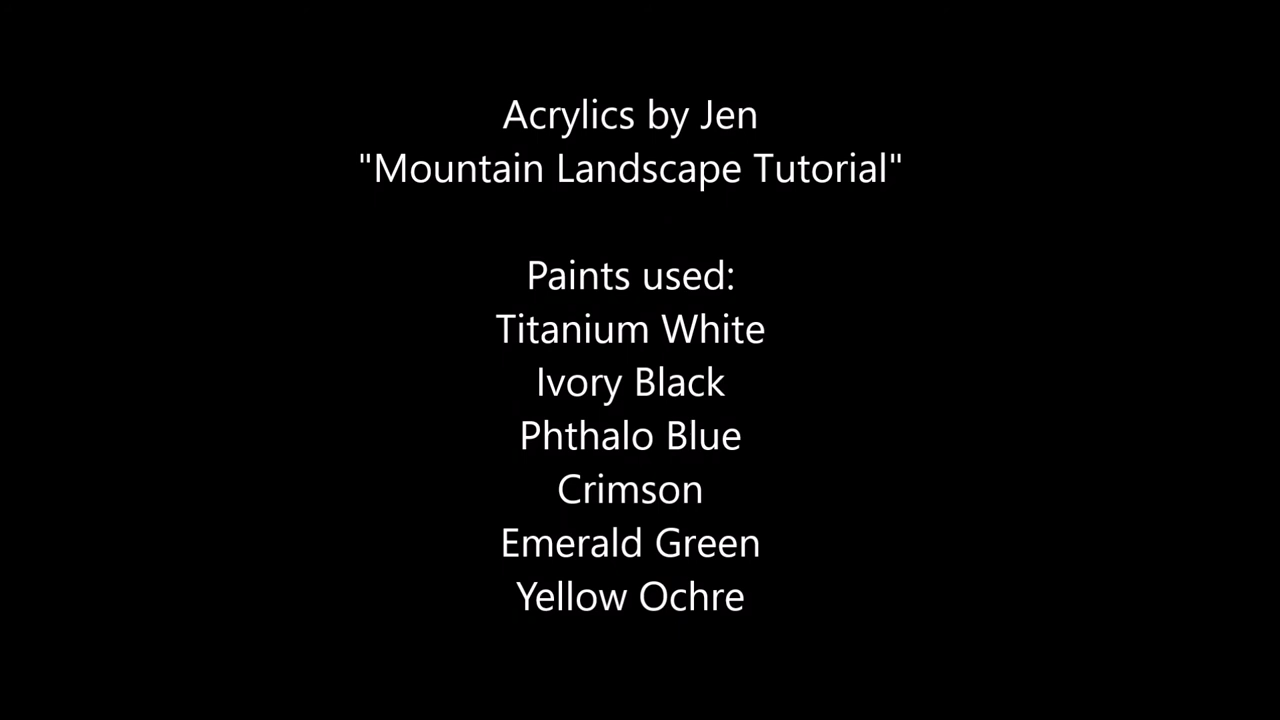 Acrylics by Jen
"Mountain Landscape Tutorial"
Paints used:
Titanium White
Ivory Black
Phthalo Blue
Crimson
Emerald Green
Yellow Ochre